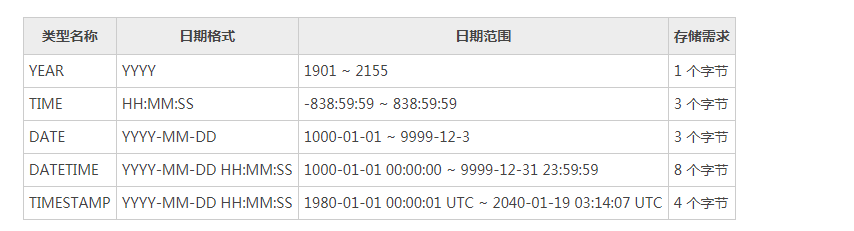 类型名称 日期格式 日期范围 存储需求
YEAR YYYY 1901 ~ 2155 1 个字节
TIME HH:MM:SS -838:59:59 ~ 838:59:59 3 个字节
DATE YYYY-MM-DD 1000-01-01 ~ 9999-12-3 3 个字节
DATETIME YYYY-MM-DD HH:MM:SS 1000-01-01 00:00:00 ~ 9999-12-31 23:59:59 8 个字节
TIMESTAMP YYYY-MM-DD HH:MM:SS 1980-01-01 00:00:01 UTC ~ 2040-01-19 03:14:07 UTC 4 个字节